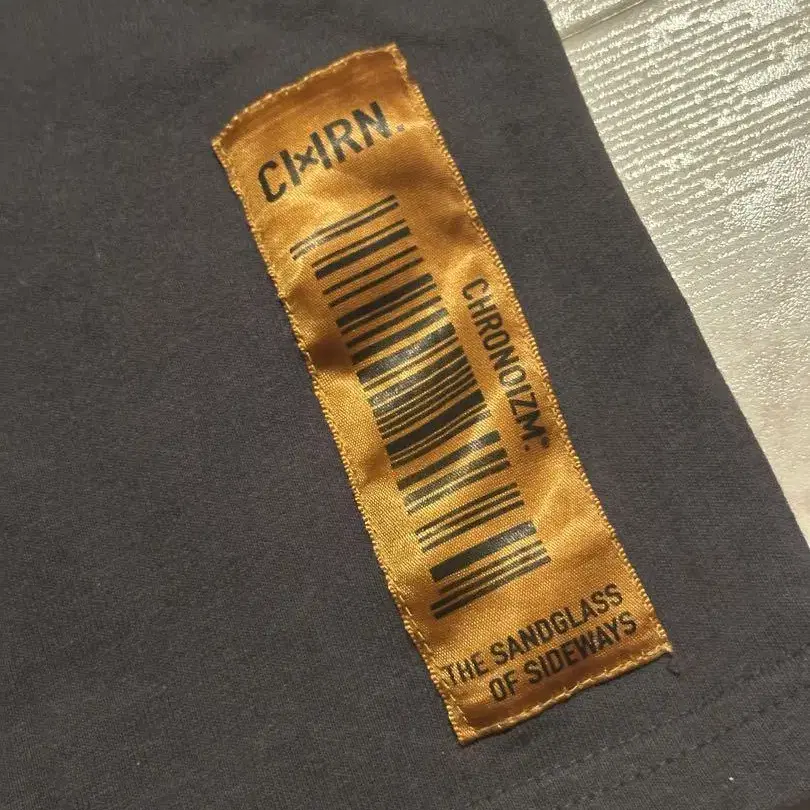 CI×IRN.
CHRONOIZM.®
THE SANDGLASS
OF SIDEWAYS